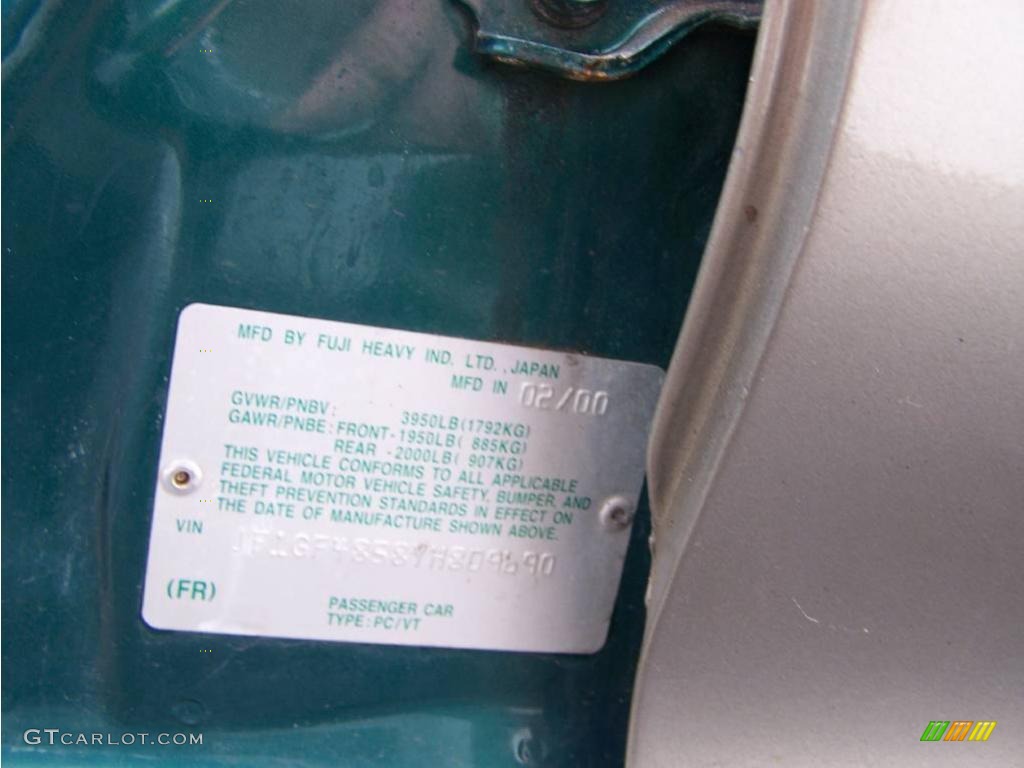 MFD BY FUJI HEAVY IND. LTD., JAPAN
MFD IN 02/00
GVWR/PNBV: 3950LB(1792KG)
GAWR/PNBE: FRONT-1950LB( 885KG)
REAR -2000LB( 907KG)
THIS VEHICLE CONFORMS TO ALL APPLICABLE
FEDERAL MOTOR VEHICLE SAFETY, BUMPER, AND
THEFT PREVENTION STANDARDS IN EFFECT ON
THE DATE OF MANUFACTURE SHOWN ABOVE.
VIN
(FR)
PASSENGER CAR
TYPE: PC/VT
GTCARLOT.COM